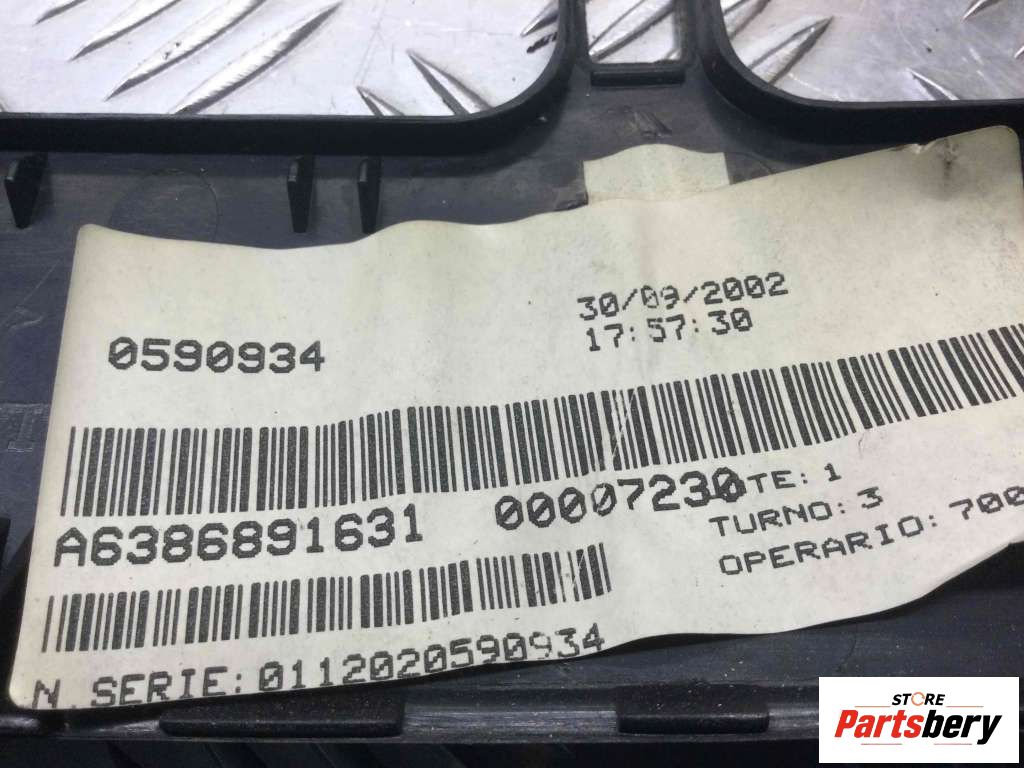 30/09/2002
17:57:30
0590934
A6386891631 00007230
TE: 1
TURNO: 3
OPERARIO: 700
N. SERIE: 0112020590934
STORE
Partsbery